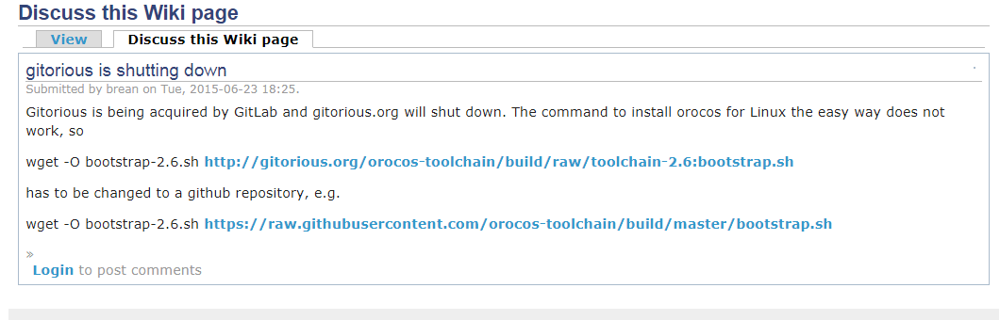 Discuss this Wiki page
View Discuss this Wiki page
gitorious is shutting down
Submitted by brean on Tue, 2015-06-23 18:25.
Gitorious is being acquired by GitLab and gitorious.org will shut down. The command to install orocos for Linux the easy way does not
work, so
wget -O bootstrap-2.6.sh http://gitorious.org/orocos-toolchain/build/raw/toolchain-2.6:bootstrap.sh
has to be changed to a github repository, e.g.
wget -O bootstrap-2.6.sh https://raw.githubusercontent.com/orocos-toolchain/build/master/bootstrap.sh
»
Login to post comments